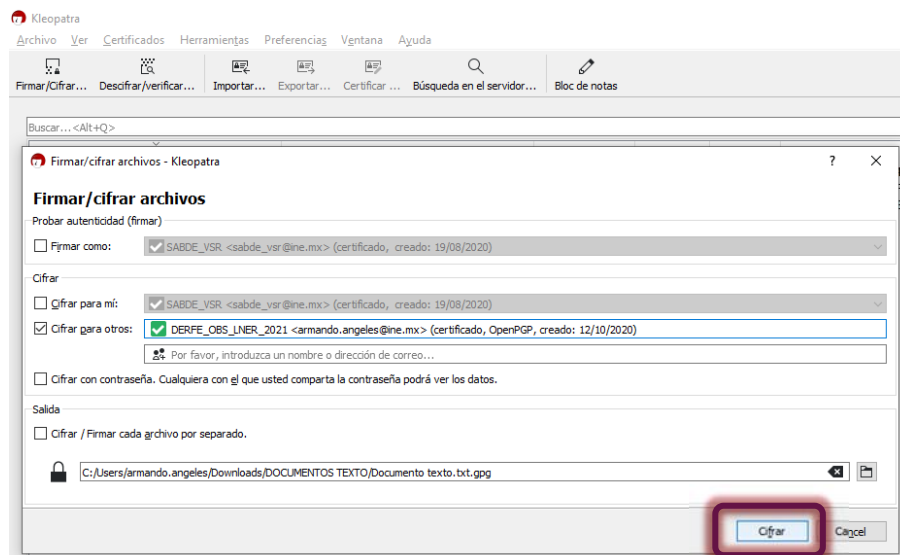 Kleopatra
Archivo Ver Certificados Herramientas Preferencias Ventana Ayuda
Firmar/Cifrar... Descifrar/verificar... Importar... Exportar... Certificar ... Búsqueda en el servidor... Bloc de notas
Buscar...<Alt+Q>
Firmar/cifrar archivos - Kleopatra ? X
Firmar/cifrar archivos
Probar autenticidad (firmar)
Firmar como: SABDE_VSR <sabde_vsr@ine.mx> (certificado, creado: 19/08/2020)
Cifrar
Cifrar para mí: SABDE_VSR <sabde_vsr@ine.mx> (certificado, creado: 19/08/2020)
Cifrar para otros: DERFE_OBS_LNER_2021 <armando.angeles@ine.mx> (certificado, OpenPGP, creado: 12/10/2020)
Por favor, introduzca un nombre o dirección de correo...
Cifrar con contraseña. Cualquiera con el que usted comparta la contraseña podrá ver los datos.
Salida
Cifrar / Firmar cada archivo por separado.
C:/Users/armando.angeles/Downloads/DOCUMENTOS TEXTO/Documento texto.txt.gpg
Cifrar Cancel